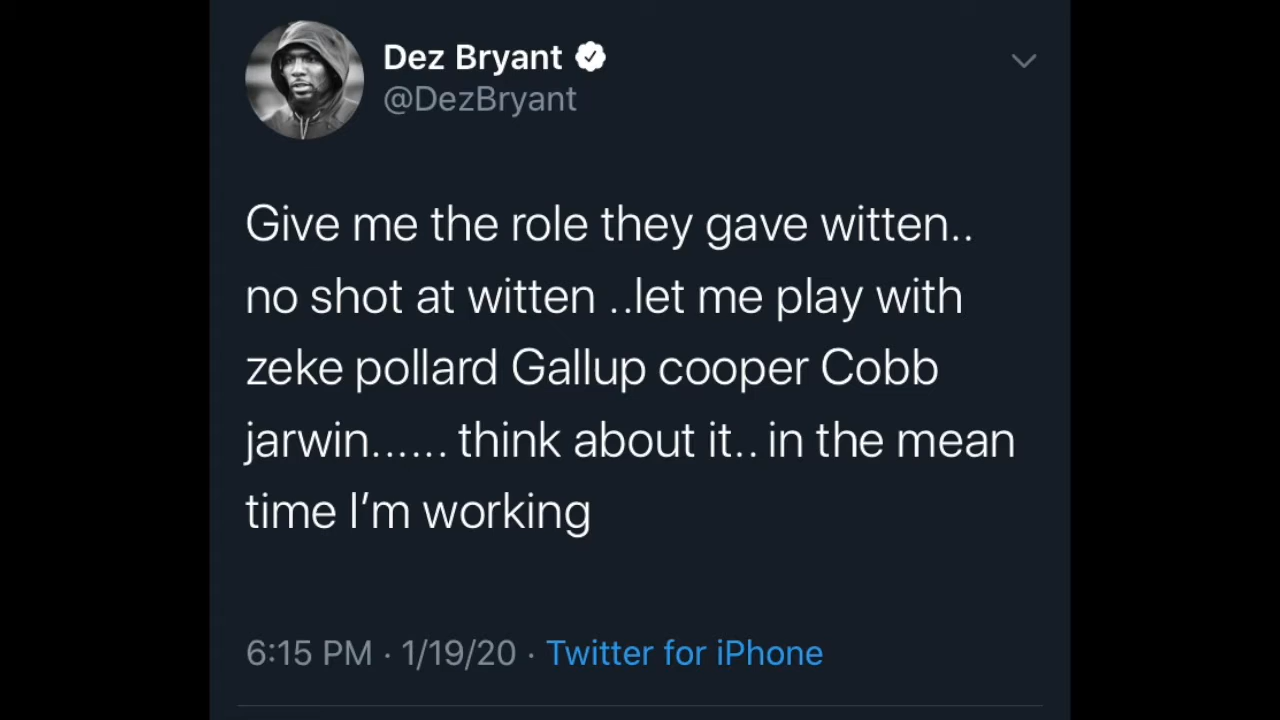 Dez Bryant
@DezBryant
Give me the role they gave witten..
no shot at witten ..let me play with
zeke pollard Gallup cooper Cobb
jarwin...... think about it.. in the mean
time I’m working
6:15 PM · 1/19/20 · Twitter for iPhone